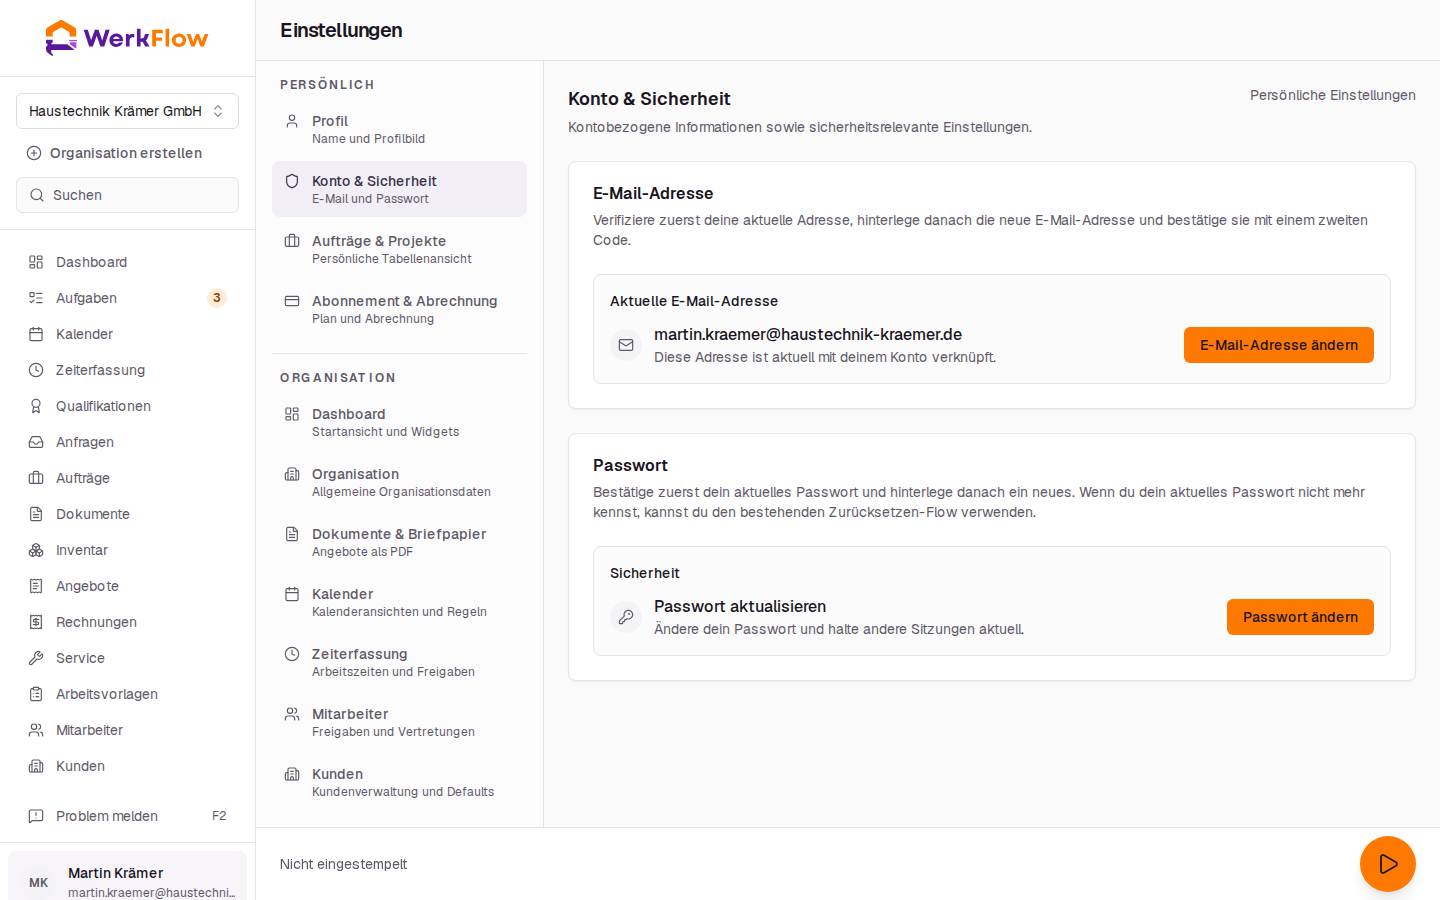 WerkFlow
Haustechnik Krämer GmbH
Organisation erstellen
Suchen
Dashboard
Aufgaben 3
Kalender
Zeiterfassung
Qualifikationen
Anfragen
Aufträge
Dokumente
Inventar
Angebote
Rechnungen
Service
Arbeitsvorlagen
Mitarbeiter
Kunden
Problem melden F2
MK
Martin Krämer
martin.kraemer@haustechni...
Einstellungen
PERSÖNLICH
Profil
Name und Profilbild
Konto & Sicherheit
E-Mail und Passwort
Aufträge & Projekte
Persönliche Tabellenansicht
Abonnement & Abrechnung
Plan und Abrechnung
ORGANISATION
Dashboard
Startansicht und Widgets
Organisation
Allgemeine Organisationsdaten
Dokumente & Briefpapier
Angebote als PDF
Kalender
Kalenderansichten und Regeln
Zeiterfassung
Arbeitszeiten und Freigaben
Mitarbeiter
Freigaben und Vertretungen
Kunden
Kundenverwaltung und Defaults
Konto & Sicherheit
Persönliche Einstellungen
Kontobezogene Informationen sowie sicherheitsrelevante Einstellungen.
E-Mail-Adresse
Verifiziere zuerst deine aktuelle Adresse, hinterlege danach die neue E-Mail-Adresse und bestätige sie mit einem zweiten
Code.
Aktuelle E-Mail-Adresse
martin.kraemer@haustechnik-kraemer.de
Diese Adresse ist aktuell mit deinem Konto verknüpft.
E-Mail-Adresse ändern
Passwort
Bestätige zuerst dein aktuelles Passwort und hinterlege danach ein neues. Wenn du dein aktuelles Passwort nicht mehr
kennst, kannst du den bestehenden Zurücksetzen-Flow verwenden.
Sicherheit
Passwort aktualisieren
Ändere dein Passwort und halte andere Sitzungen aktuell.
Passwort ändern
Nicht eingestempelt